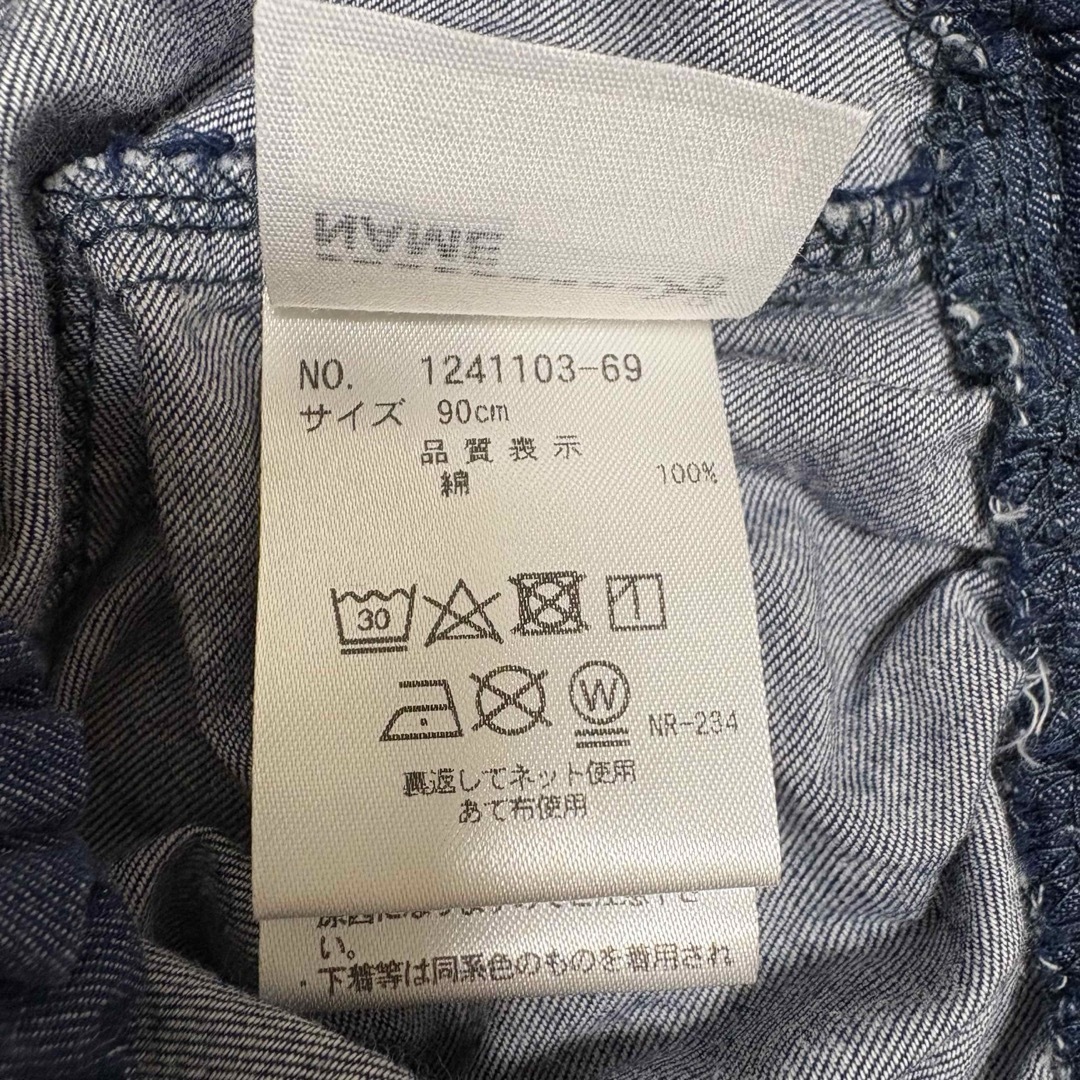 NAME
NO. 1241103-69
サイズ 90cm
品質表示
綿 100%
30
W NR-234
裏返してネット使用
あて布使用
い。
・下着等は同系色のものを着用され